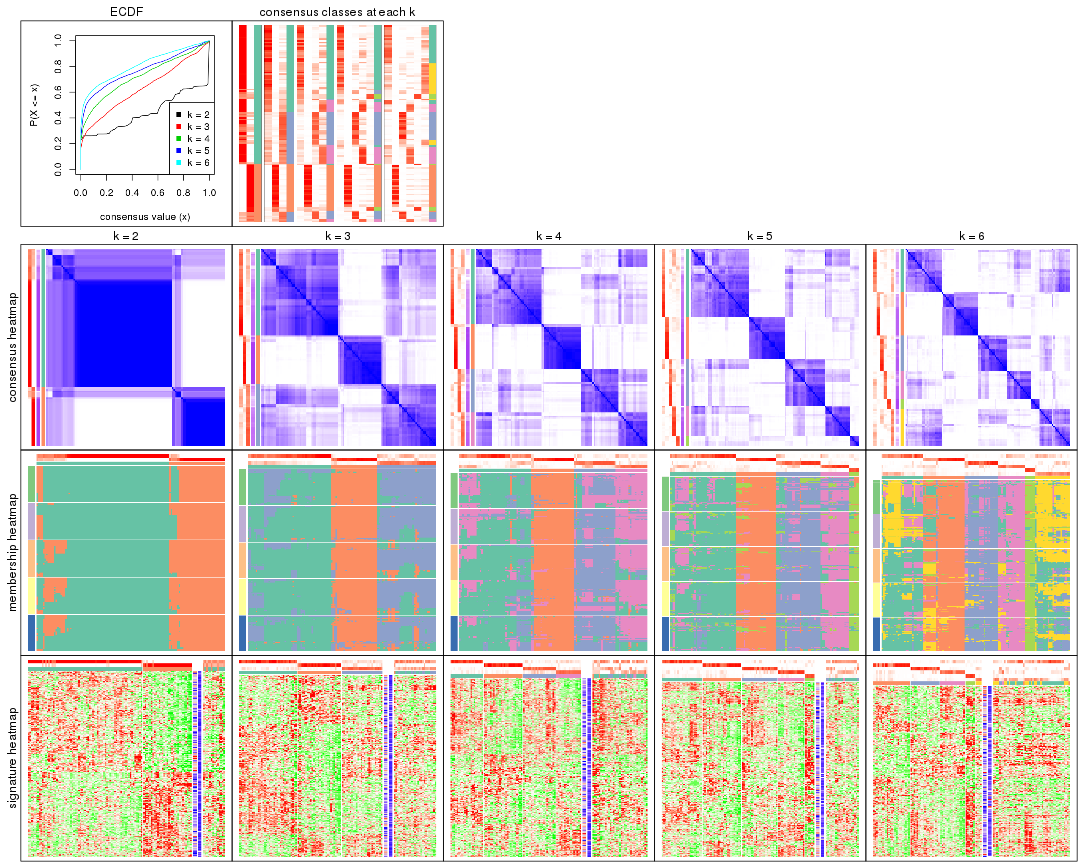 ECDF
consensus classes at each k
P(X <= x)
0.0 0.2 0.4 0.6 0.8 1.0
k = 2
k = 3
k = 4
k = 5
k = 6
0.0 0.2 0.4 0.6 0.8 1.0
consensus value (x)
k = 2 k = 3 k = 4 k = 5 k = 6
consensus heatmap
membership heatmap
signature heatmap